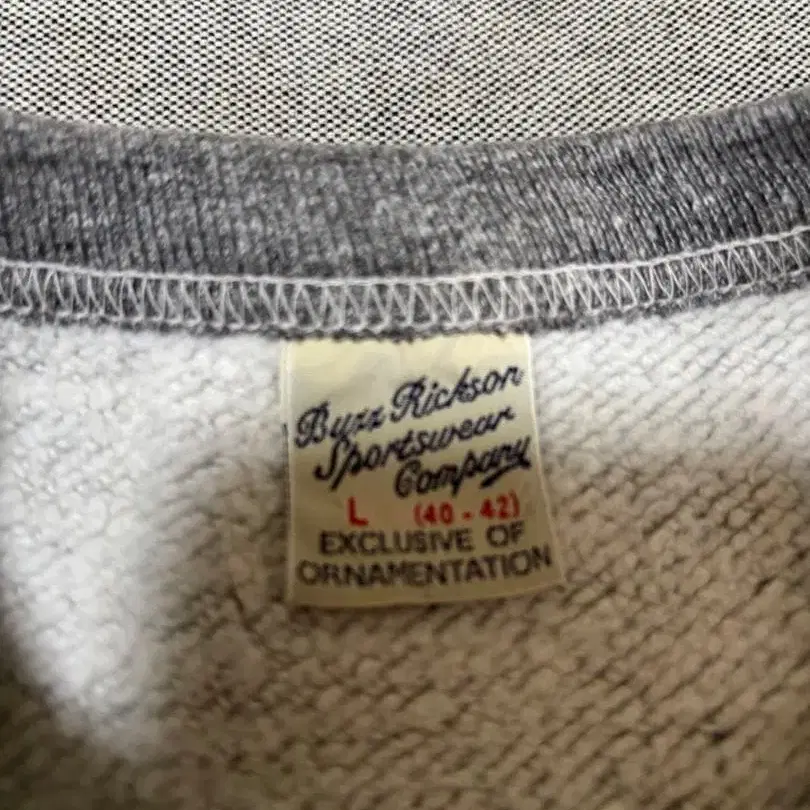 Buzz Rickson
Sportswear
Company
L (40 - 42)
EXCLUSIVE OF
ORNAMENTATION